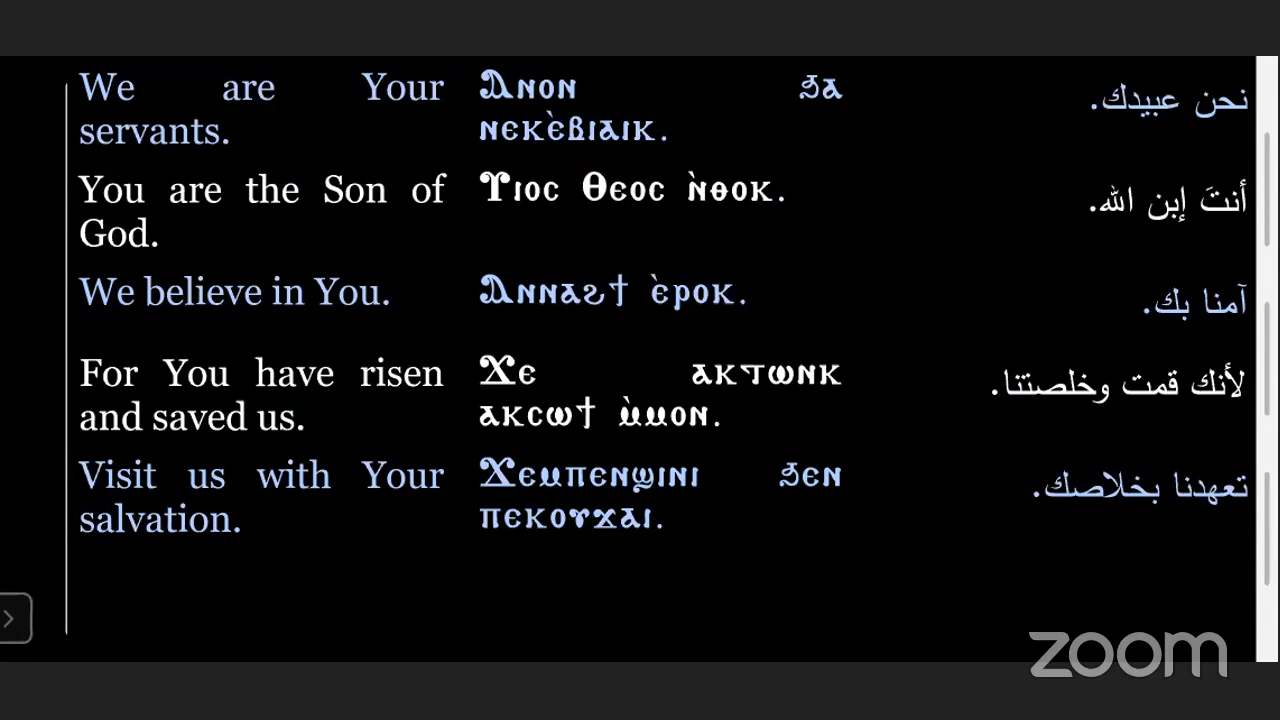 We are Your
servants.
Ⲁⲛⲟⲛ ϧⲁ
ⲛⲉⲕⲉ̀ⲃⲓⲁⲓⲕ.
نحن عبيدك.
You are the Son of
God.
Ⲩⲓⲟⲥ Ⲑⲉⲟⲥ ⲛ̀ⲑⲟⲕ.
أنتَ إبن الله.
We believe in You.
Ⲁⲛⲛⲁϩϯ ⲉ̀ⲣⲟⲕ.
آمنا بك.
For You have risen
and saved us.
Ϫⲉ ⲁⲕⲧⲱⲛⲕ
ⲁⲕⲥⲱϯ ⲙ̀ⲙⲟⲛ.
لأنك قمت وخلصتنا.
Visit us with Your
salvation.
Ϫⲉⲙⲡⲉⲛϣⲓⲛⲓ ϧⲉⲛ
ⲡⲉⲕⲟⲩϫⲁⲓ.
تعهدنا بخلاصك.
zoom